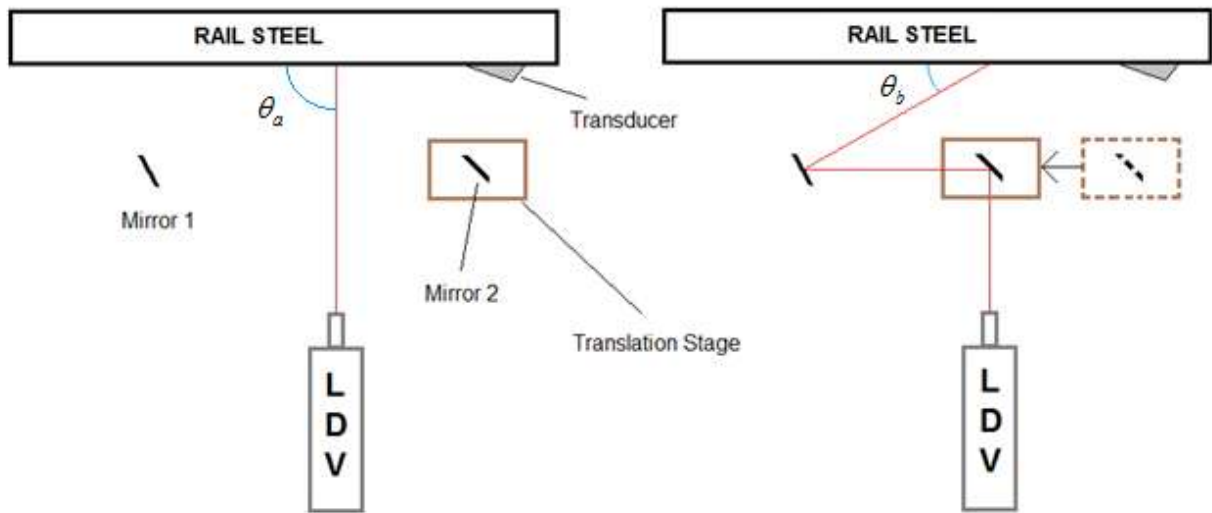 RAIL STEEL
θa
Transducer
Mirror 1
Mirror 2
Translation Stage
L
D
V
RAIL STEEL
θb
L
D
V